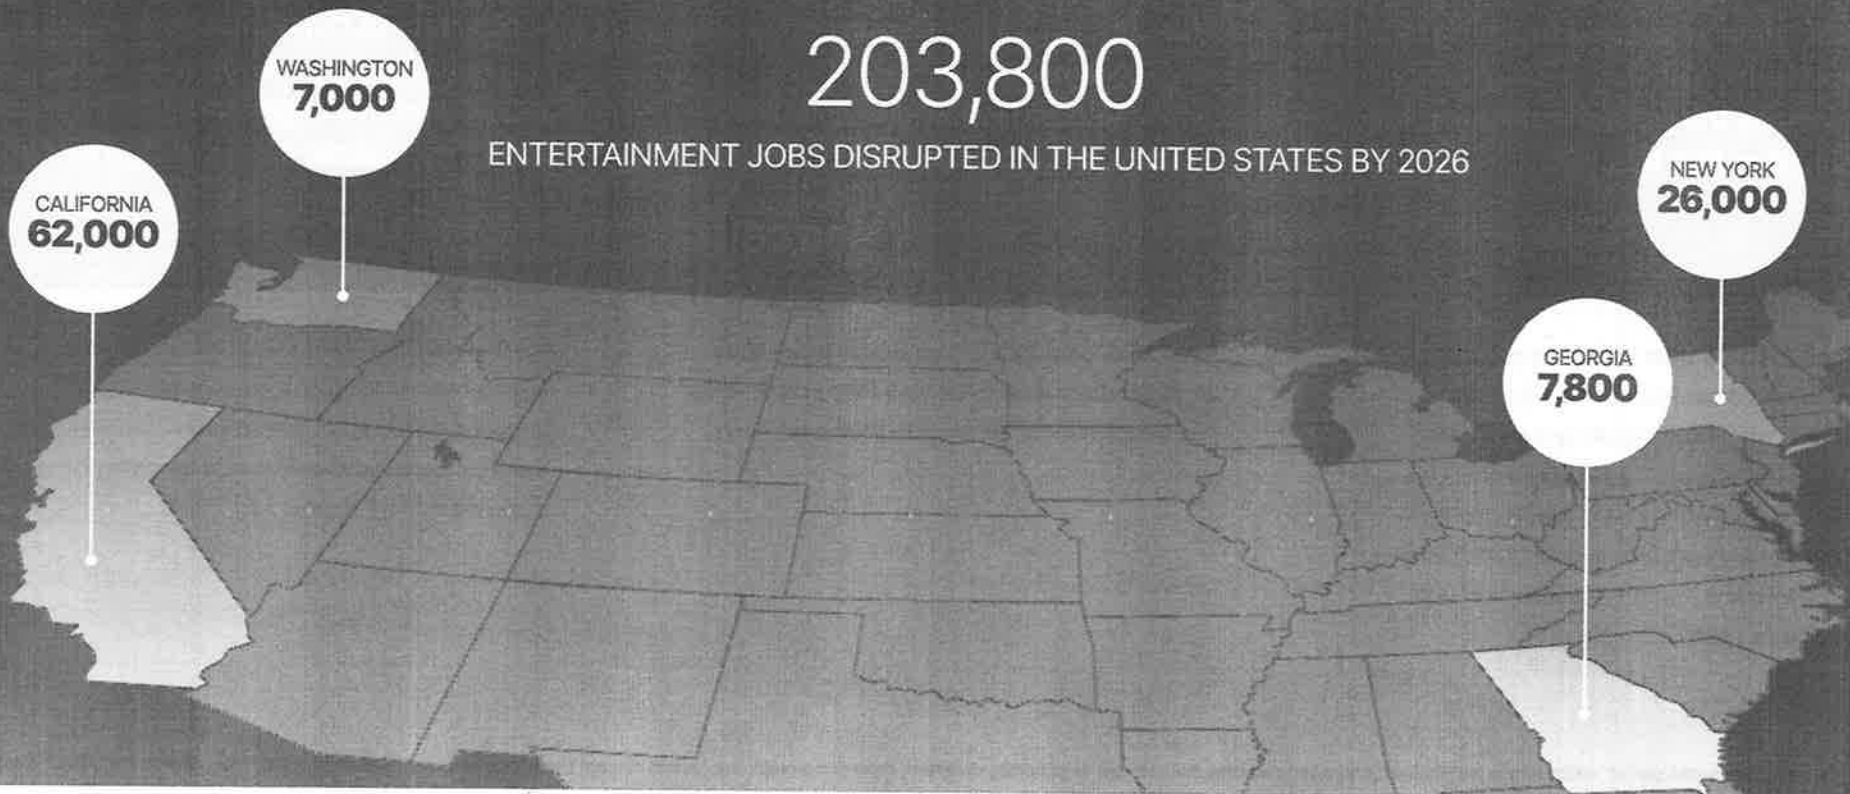 203,800
ENTERTAINMENT JOBS DISRUPTED IN THE UNITED STATES BY 2026
WASHINGTON
7,000
CALIFORNIA
62,000
NEW YORK
26,000
GEORGIA
7,800